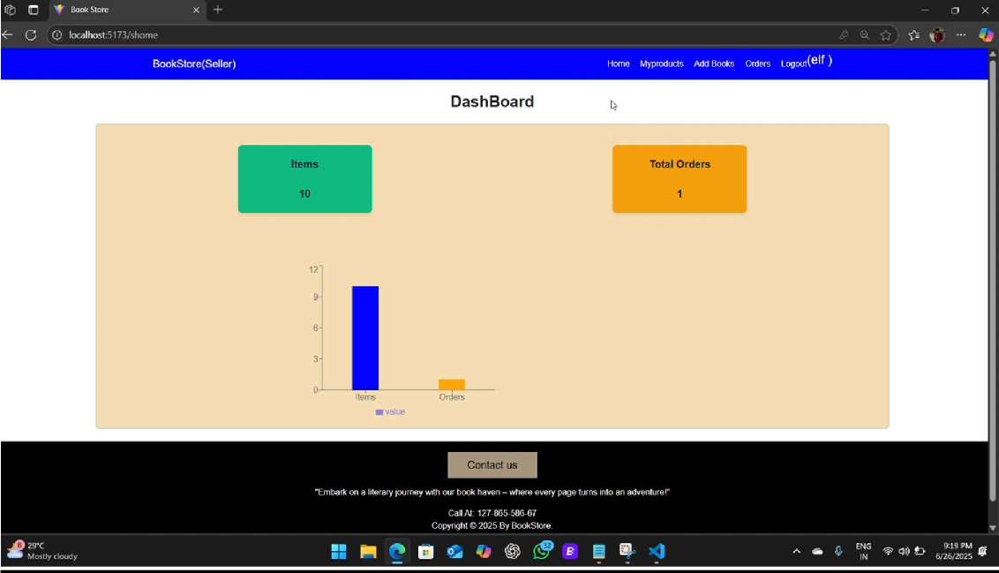 Book Store
localhost:5173/shome
BookStore(Seller)
Home Myproducts Add Books Orders Logout(elf )
DashBoard
Items
10
Total Orders
1
12
9
6
3
0
Items Orders
value
Contact us
"Embark on a literary journey with our book haven – where every page turns into an adventure!"
Call At: 127-865-586-67
Copyright © 2025 By BookStore.
8
29°C
Mostly cloudy
32
ENG
IN
9:19 PM
6/26/2025